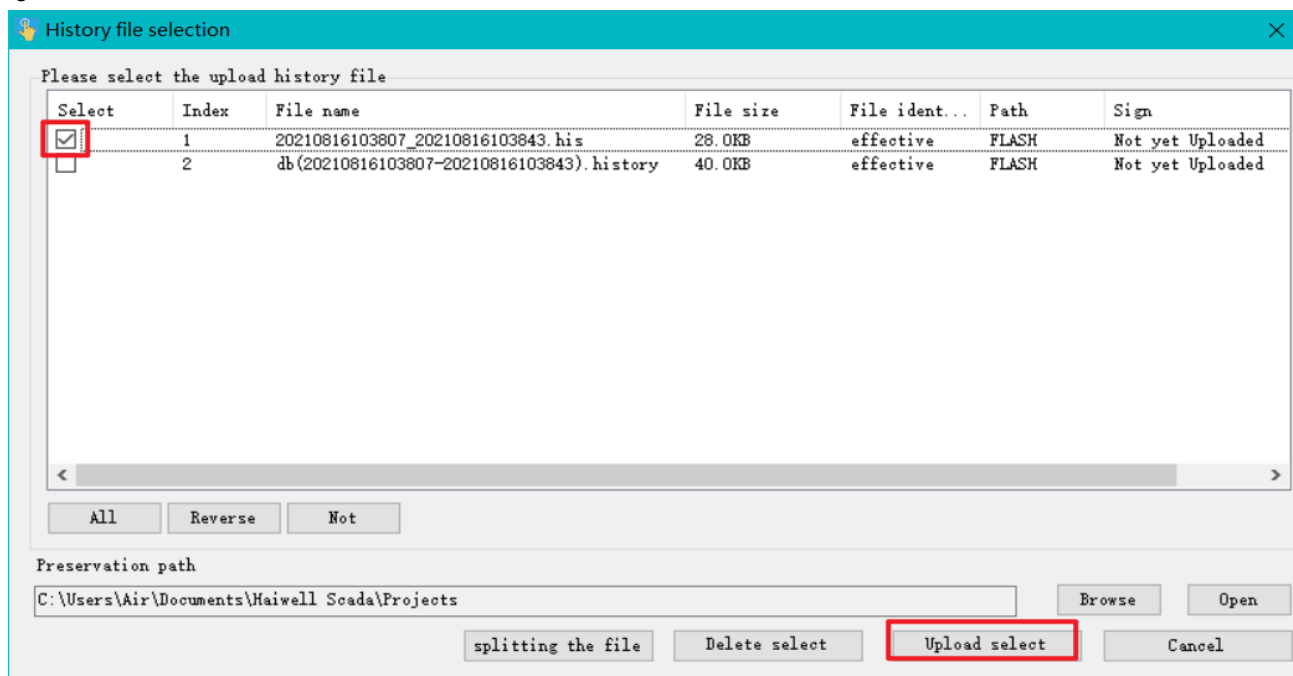 History file selection
Please select the upload history file
Select Index File name File size File ident... Path Sign
1 20210816103807_20210816103843.his 28.0KB effective FLASH Not yet Uploaded
2 db(20210816103807-20210816103843).history 40.0KB effective FLASH Not yet Uploaded
All Reverse Not
Preservation path
C:\Users\Air\Documents\Haiwell Scada\Projects Browse Open
splitting the file Delete select Upload select Cancel